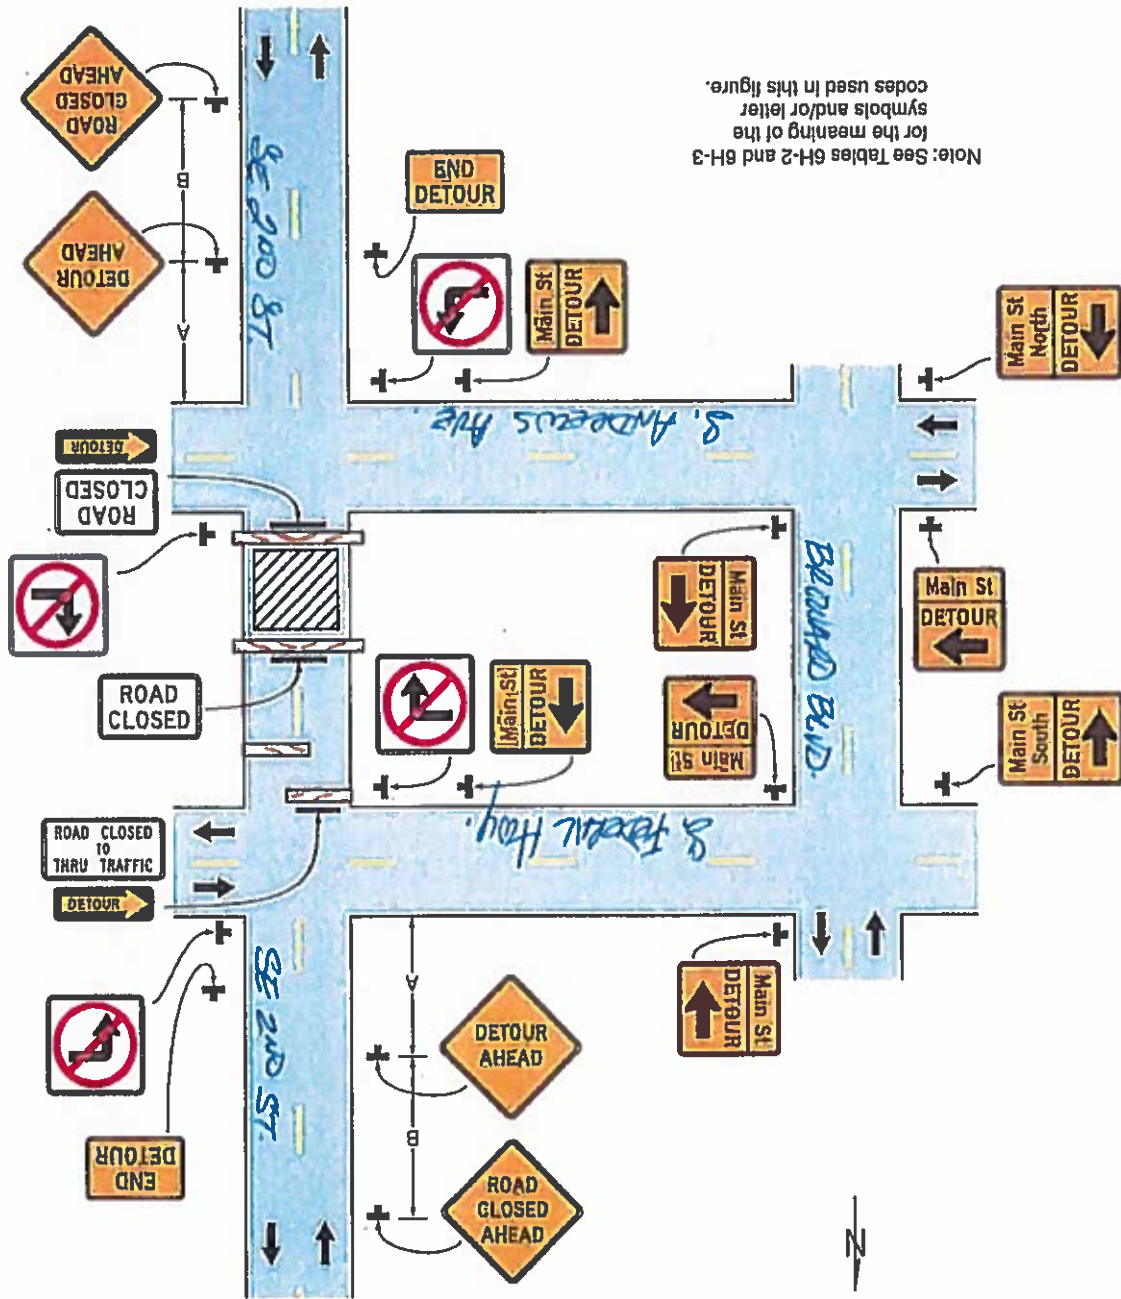 ROAD
CLOSED
AHEAD
DETOUR
AHEAD
B
A
SE 2ND ST.
END
DETOUR
Main St
DETOUR
Note: See Tables 6H-2 and 6H-3
for the meaning of the
symbols and/or letter
codes used in this figure.
Main St
North
DETOUR
S. ANDREWS AVE.
DETOUR
ROAD
CLOSED
Main St
DETOUR
BROWARD BLVD.
Main St
DETOUR
ROAD
CLOSED
Main St
DETOUR
Main St
DETOUR
Main St
South
DETOUR
S. FEDERAL HWY.
ROAD CLOSED
TO
THRU TRAFFIC
DETOUR
SE 2ND ST.
Main St
DETOUR
A
DETOUR
AHEAD
B
END
DETOUR
ROAD
CLOSED
AHEAD
N